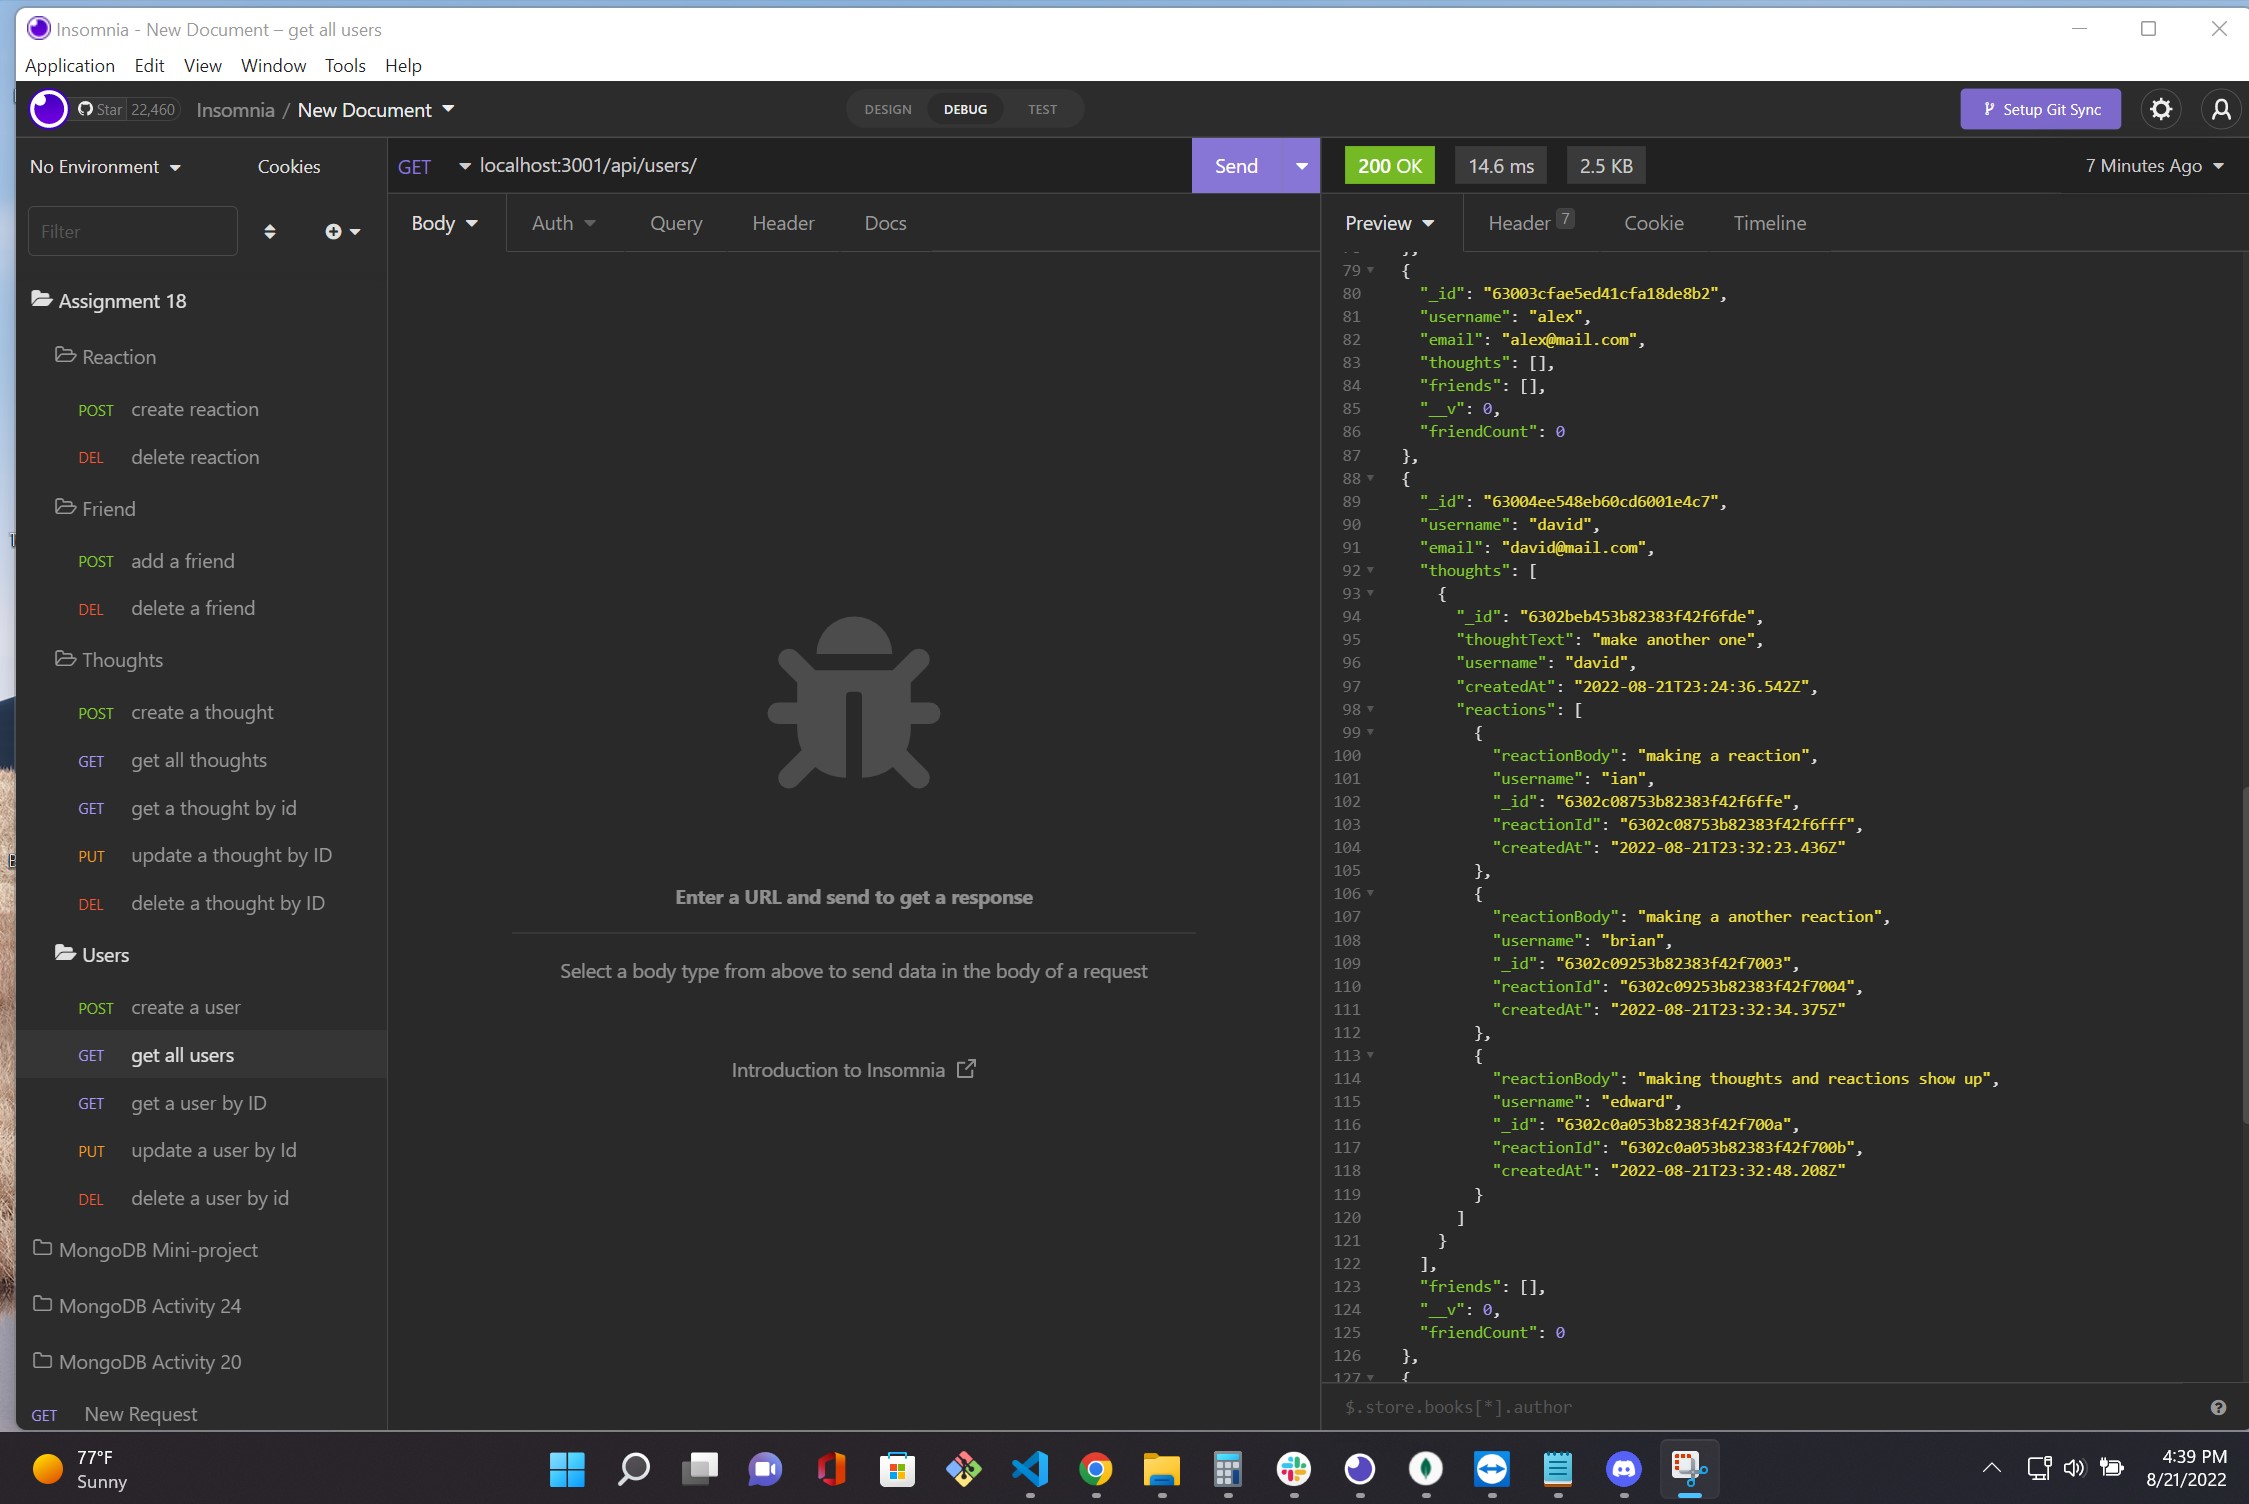 Insomnia - New Document – get all users
Application Edit View Window Tools Help
Star 22,460 Insomnia / New Document DESIGN DEBUG TEST Setup Git Sync
No Environment Cookies
GET localhost:3001/api/users/ Send
200 OK 14.6 ms 2.5 KB 7 Minutes Ago
Filter
Body Auth Query Header Docs
Preview Header 7 Cookie Timeline
Assignment 18
Reaction
POST create reaction
DEL delete reaction
Friend
POST add a friend
DEL delete a friend
Thoughts
POST create a thought
GET get all thoughts
GET get a thought by id
PUT update a thought by ID
DEL delete a thought by ID
Users
POST create a user
GET get all users
GET get a user by ID
PUT update a user by Id
DEL delete a user by id
MongoDB Mini-project
MongoDB Activity 24
MongoDB Activity 20
GET New Request
Enter a URL and send to get a response
Select a body type from above to send data in the body of a request
Introduction to Insomnia
79 {
80 "_id": "63003cfae5ed41cfa18de8b2",
81 "username": "alex",
82 "email": "alex@mail.com",
83 "thoughts": [],
84 "friends": [],
85 "__v": 0,
86 "friendCount": 0
87 },
88 {
89 "_id": "63004ee548eb60cd6001e4c7",
90 "username": "david",
91 "email": "david@mail.com",
92 "thoughts": [
93 {
94 "_id": "6302beb453b82383f42f6fde",
95 "thoughtText": "make another one",
96 "username": "david",
97 "createdAt": "2022-08-21T23:24:36.542Z",
98 "reactions": [
99 {
100 "reactionBody": "making a reaction",
101 "username": "ian",
102 "_id": "6302c08753b82383f42f6ffe",
103 "reactionId": "6302c08753b82383f42f6fff",
104 "createdAt": "2022-08-21T23:32:23.436Z"
105 },
106 {
107 "reactionBody": "making a another reaction",
108 "username": "brian",
109 "_id": "6302c09253b82383f42f7003",
110 "reactionId": "6302c09253b82383f42f7004",
111 "createdAt": "2022-08-21T23:32:34.375Z"
112 },
113 {
114 "reactionBody": "making thoughts and reactions show up",
115 "username": "edward",
116 "_id": "6302c0a053b82383f42f700a",
117 "reactionId": "6302c0a053b82383f42f700b",
118 "createdAt": "2022-08-21T23:32:48.208Z"
119 }
120 ]
121 }
122 ],
123 "friends": [],
124 "__v": 0,
125 "friendCount": 0
126 },
127 {
$.store.books[*].author
77°F
Sunny
4:39 PM
8/21/2022